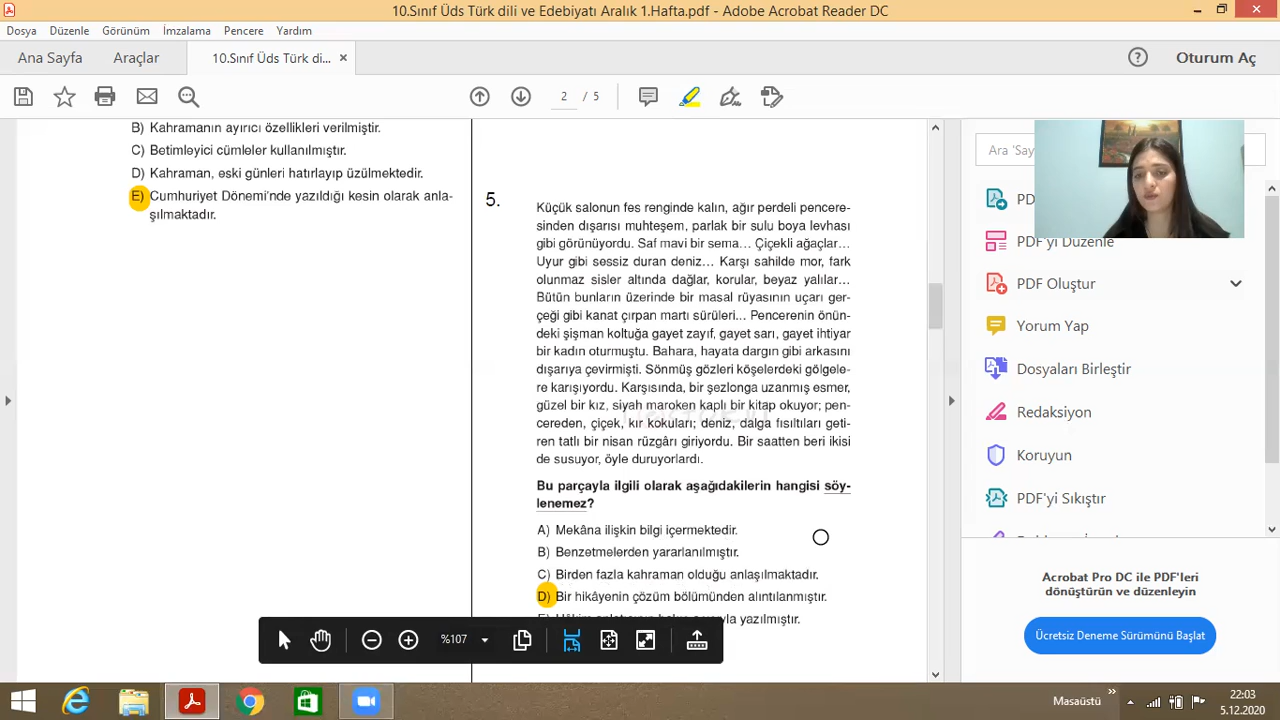 10.Sınıf Üds Türk dili ve Edebiyatı Aralık 1.Hafta.pdf - Adobe Acrobat Reader DC
Dosya Düzenle Görünüm İmzalama Pencere Yardım
Ana Sayfa Araçlar 10.Sınıf Üds Türk di... × Oturum Aç
2 / 5
B) Kahramanın ayırıcı özellikleri verilmiştir.
C) Betimleyici cümleler kullanılmıştır.
D) Kahraman, eski günleri hatırlayıp üzülmektedir.
E) Cumhuriyet Dönemi'nde yazıldığı kesin olarak anla-
şılmaktadır.
5.
Küçük salonun fes renginde kalın, ağır perdeli pencere-
sinden dışarısı muhteşem, parlak bir sulu boya levhası
gibi görünüyordu. Saf mavi bir sema... Çiçekli ağaçlar...
Uyur gibi sessiz duran deniz... Karşı sahilde mor, fark
olunmaz sisler altında dağlar, korular, beyaz yalılar...
Bütün bunların üzerinde bir masal rüyasının uçarı ger-
çeği gibi kanat çırpan martı sürüleri... Pencerenin önün-
deki şişman koltuğa gayet zayıf, gayet sarı, gayet ihtiyar
bir kadın oturmuştu. Bahara, hayata dargın gibi arkasını
dışarıya çevirmişti. Sönmüş gözleri köşelerdeki gölgele-
re karışıyordu. Karşısında, bir şezlonga uzanmış esmer,
güzel bir kız, siyah maroken kaplı bir kitap okuyor; pen-
cereden, çiçek, kır kokuları; deniz, dalga fısıltıları geti-
ren tatlı bir nisan rüzgârı giriyordu. Bir saatten beri ikisi
de susuyor, öyle duruyorlardı.
Bu parçayla ilgili olarak aşağıdakilerin hangisi söy-
lenemez?
A) Mekâna ilişkin bilgi içermektedir.
B) Benzetmelerden yararlanılmıştır.
C) Birden fazla kahraman olduğu anlaşılmaktadır.
D) Bir hikâyenin çözüm bölümünden alıntılanmıştır.
yazılmıştır.
%107
Ara 'Say
PD
PDF'yi Düzenle
PDF Oluştur
Yorum Yap
Dosyaları Birleştir
Redaksiyon
Koruyun
PDF'yi Sıkıştır
Acrobat Pro DC ile PDF'leri
dönüştürün ve düzenleyin
Ücretsiz Deneme Sürümünü Başlat
Masaüstü
22:03
5.12.2020